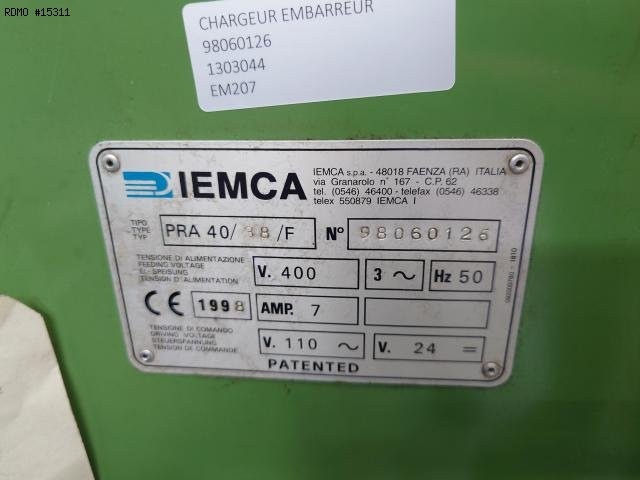 RDMO #15311
CHARGEUR EMBARREUR
98060126
1303044
EM207
IEMCA
IEMCA s.p.a. - 48018 FAENZA (RA) ITALIA
via Granarolo n° 167 - C.P. 62
tel. (0546) 46400 - telefax (0546) 46338
telex 550879 IEMCA I
TIPO
TYPE
TYP
PRA 40/38/F
N° 98060126
TENSIONE DI ALIMENTAZIONE
FEEDING VOLTAGE
EL-SPEISUNG
TENSION D'ALIMENTATION
V. 400
3 ~
Hz 50
CE 1998
AMP. 7
TENSIONE DI COMANDO
DRIVING VOLTAGE
STEUERSPANNUNG
TENSION DE COMMANDE
V. 110 ~
V. 24 =
PATENTED